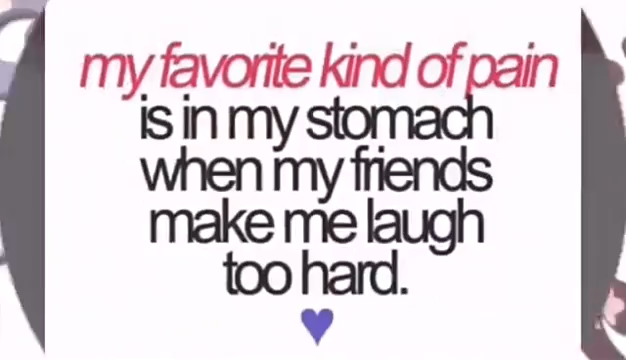 my favorite kind of pain
is in my stomach
when my friends
make me laugh
too hard.